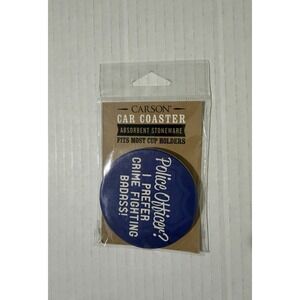 CARSON
CAR COASTER
ABSORBENT STONEWARE
FITS MOST CUP HOLDERS
Police Officer?
I PREFER
CRIME FIGHTING
BADASS!